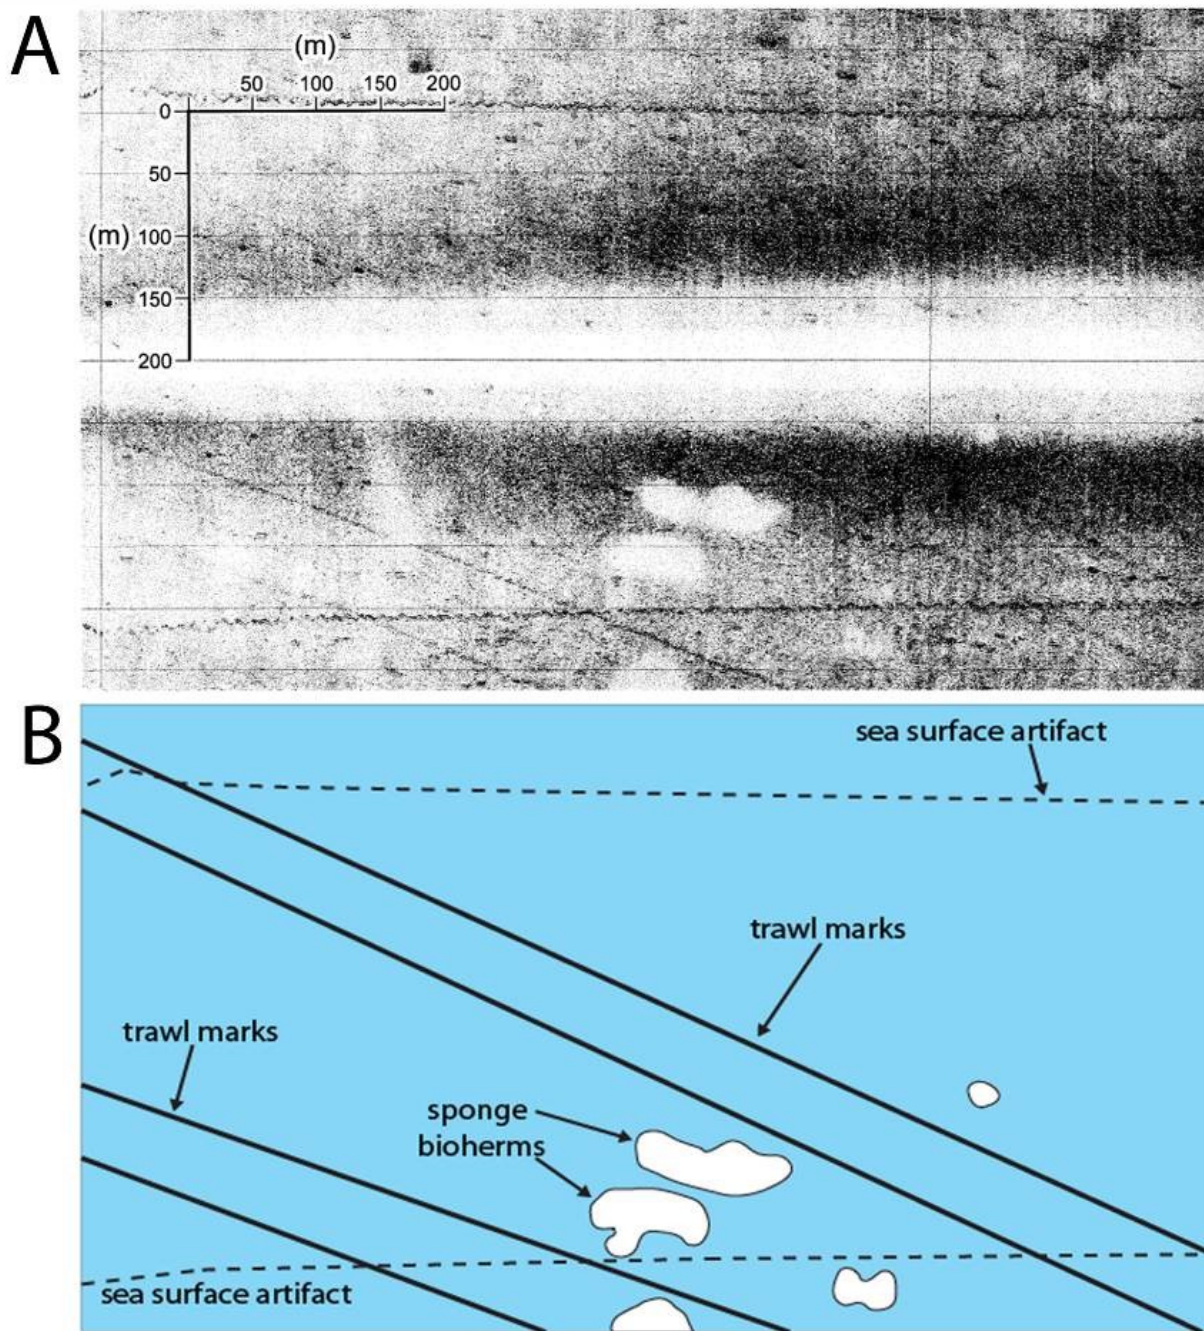 A
(m)
50 100 150 200
0
50
(m) 100
150
200
B
sea surface artifact
trawl marks
trawl marks
sponge
bioherms
sea surface artifact